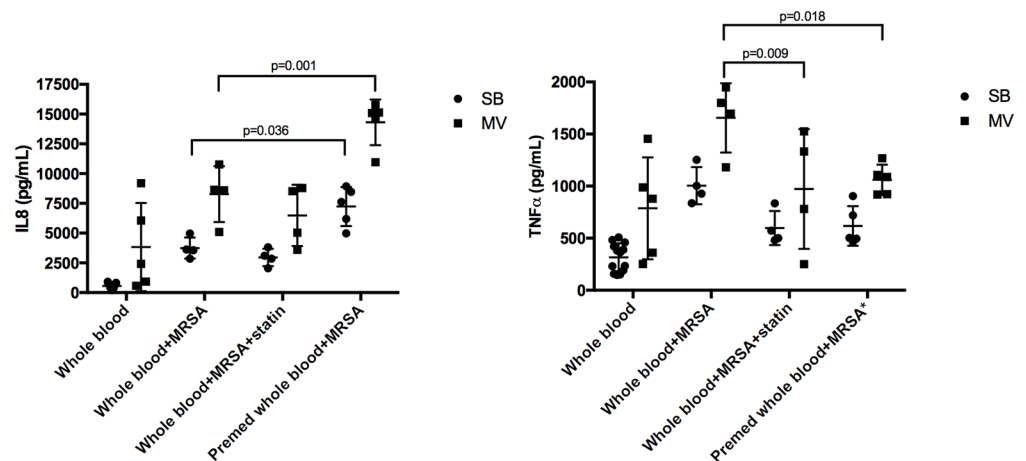 p=0.001
p=0.036
IL8 (pg/mL)
17500
15000
12500
10000
7500
5000
2500
0
SB
MV
Whole blood
Whole blood+MRSA
Whole blood+MRSA+statin
Premed whole blood+MRSA
p=0.018
p=0.009
TNFα (pg/mL)
2000
1500
1000
500
0
SB
MV
Whole blood
Whole blood+MRSA
Whole blood+MRSA+statin
Premed whole blood+MRSA*